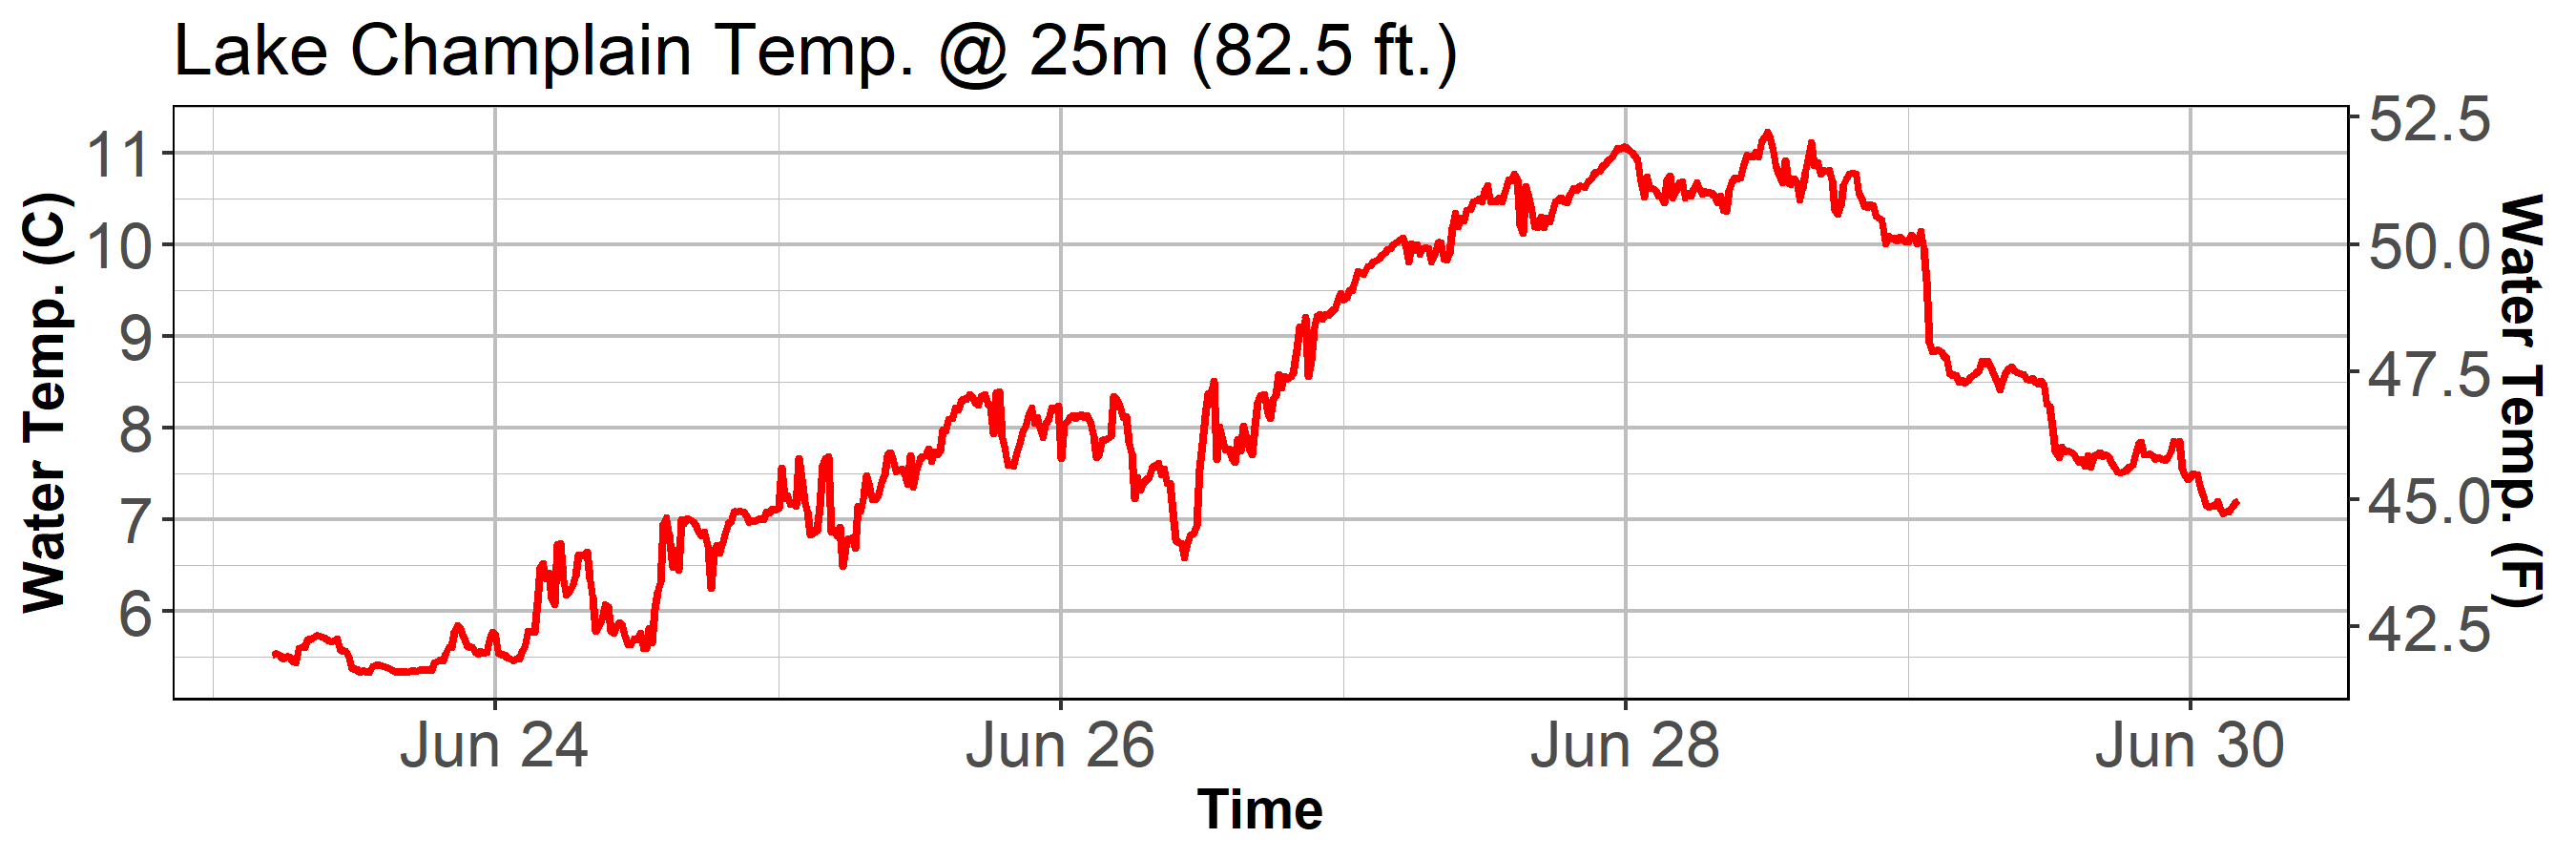 Lake Champlain Temp. @ 25m (82.5 ft.)
Water Temp. (C)
11
10
9
8
7
6
52.5
50.0
47.5
45.0
42.5
Water Temp. (F)
Jun 24 Jun 26 Jun 28 Jun 30
Time